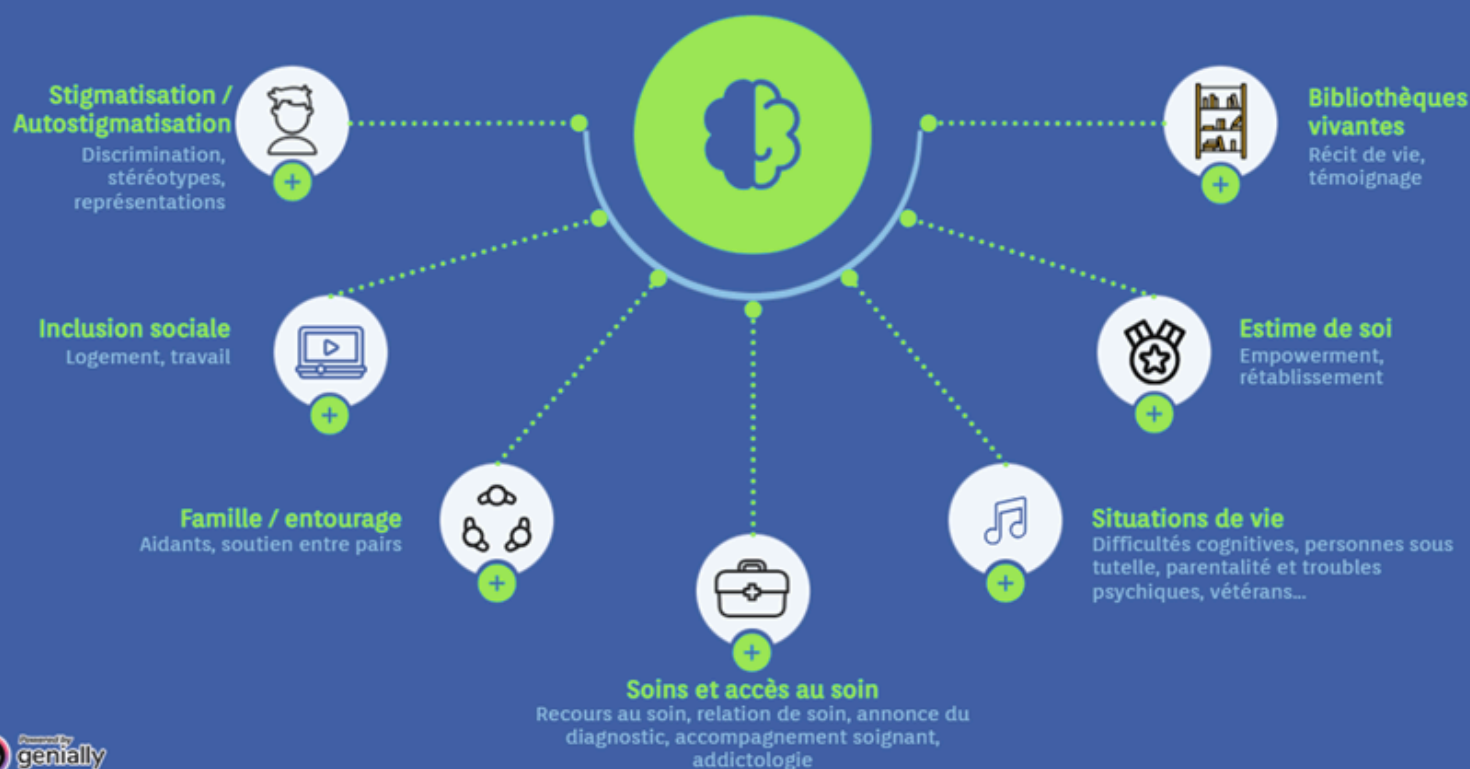 Stigmatisation /
Autostigmatisation
Discrimination,
stéréotypes,
représentations
Bibliothèques
vivantes
Récit de vie,
témoignage
Inclusion sociale
Logement, travail
Estime de soi
Empowerment,
rétablissement
Famille / entourage
Aidants, soutien entre pairs
Situations de vie
Difficultés cognitives, personnes sous
tutelle, parentalité et troubles
psychiques, vétérans...
Soins et accès au soin
Recours au soin, relation de soin, annonce du
diagnostic, accompagnement soignant,
addictologie
Powered by
genially